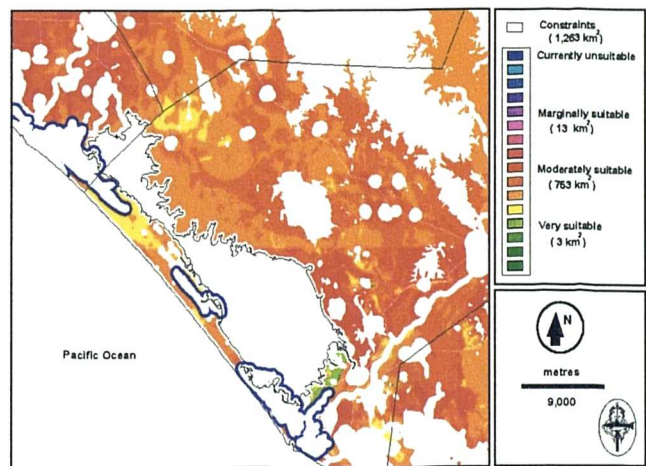 Pacific Ocean
Constraints
( 1,263 km²)
Currently unsuitable
Marginally suitable
( 13 km²)
Moderately suitable
( 753 km²)
Very suitable
( 3 km²)
N
metres
9,000